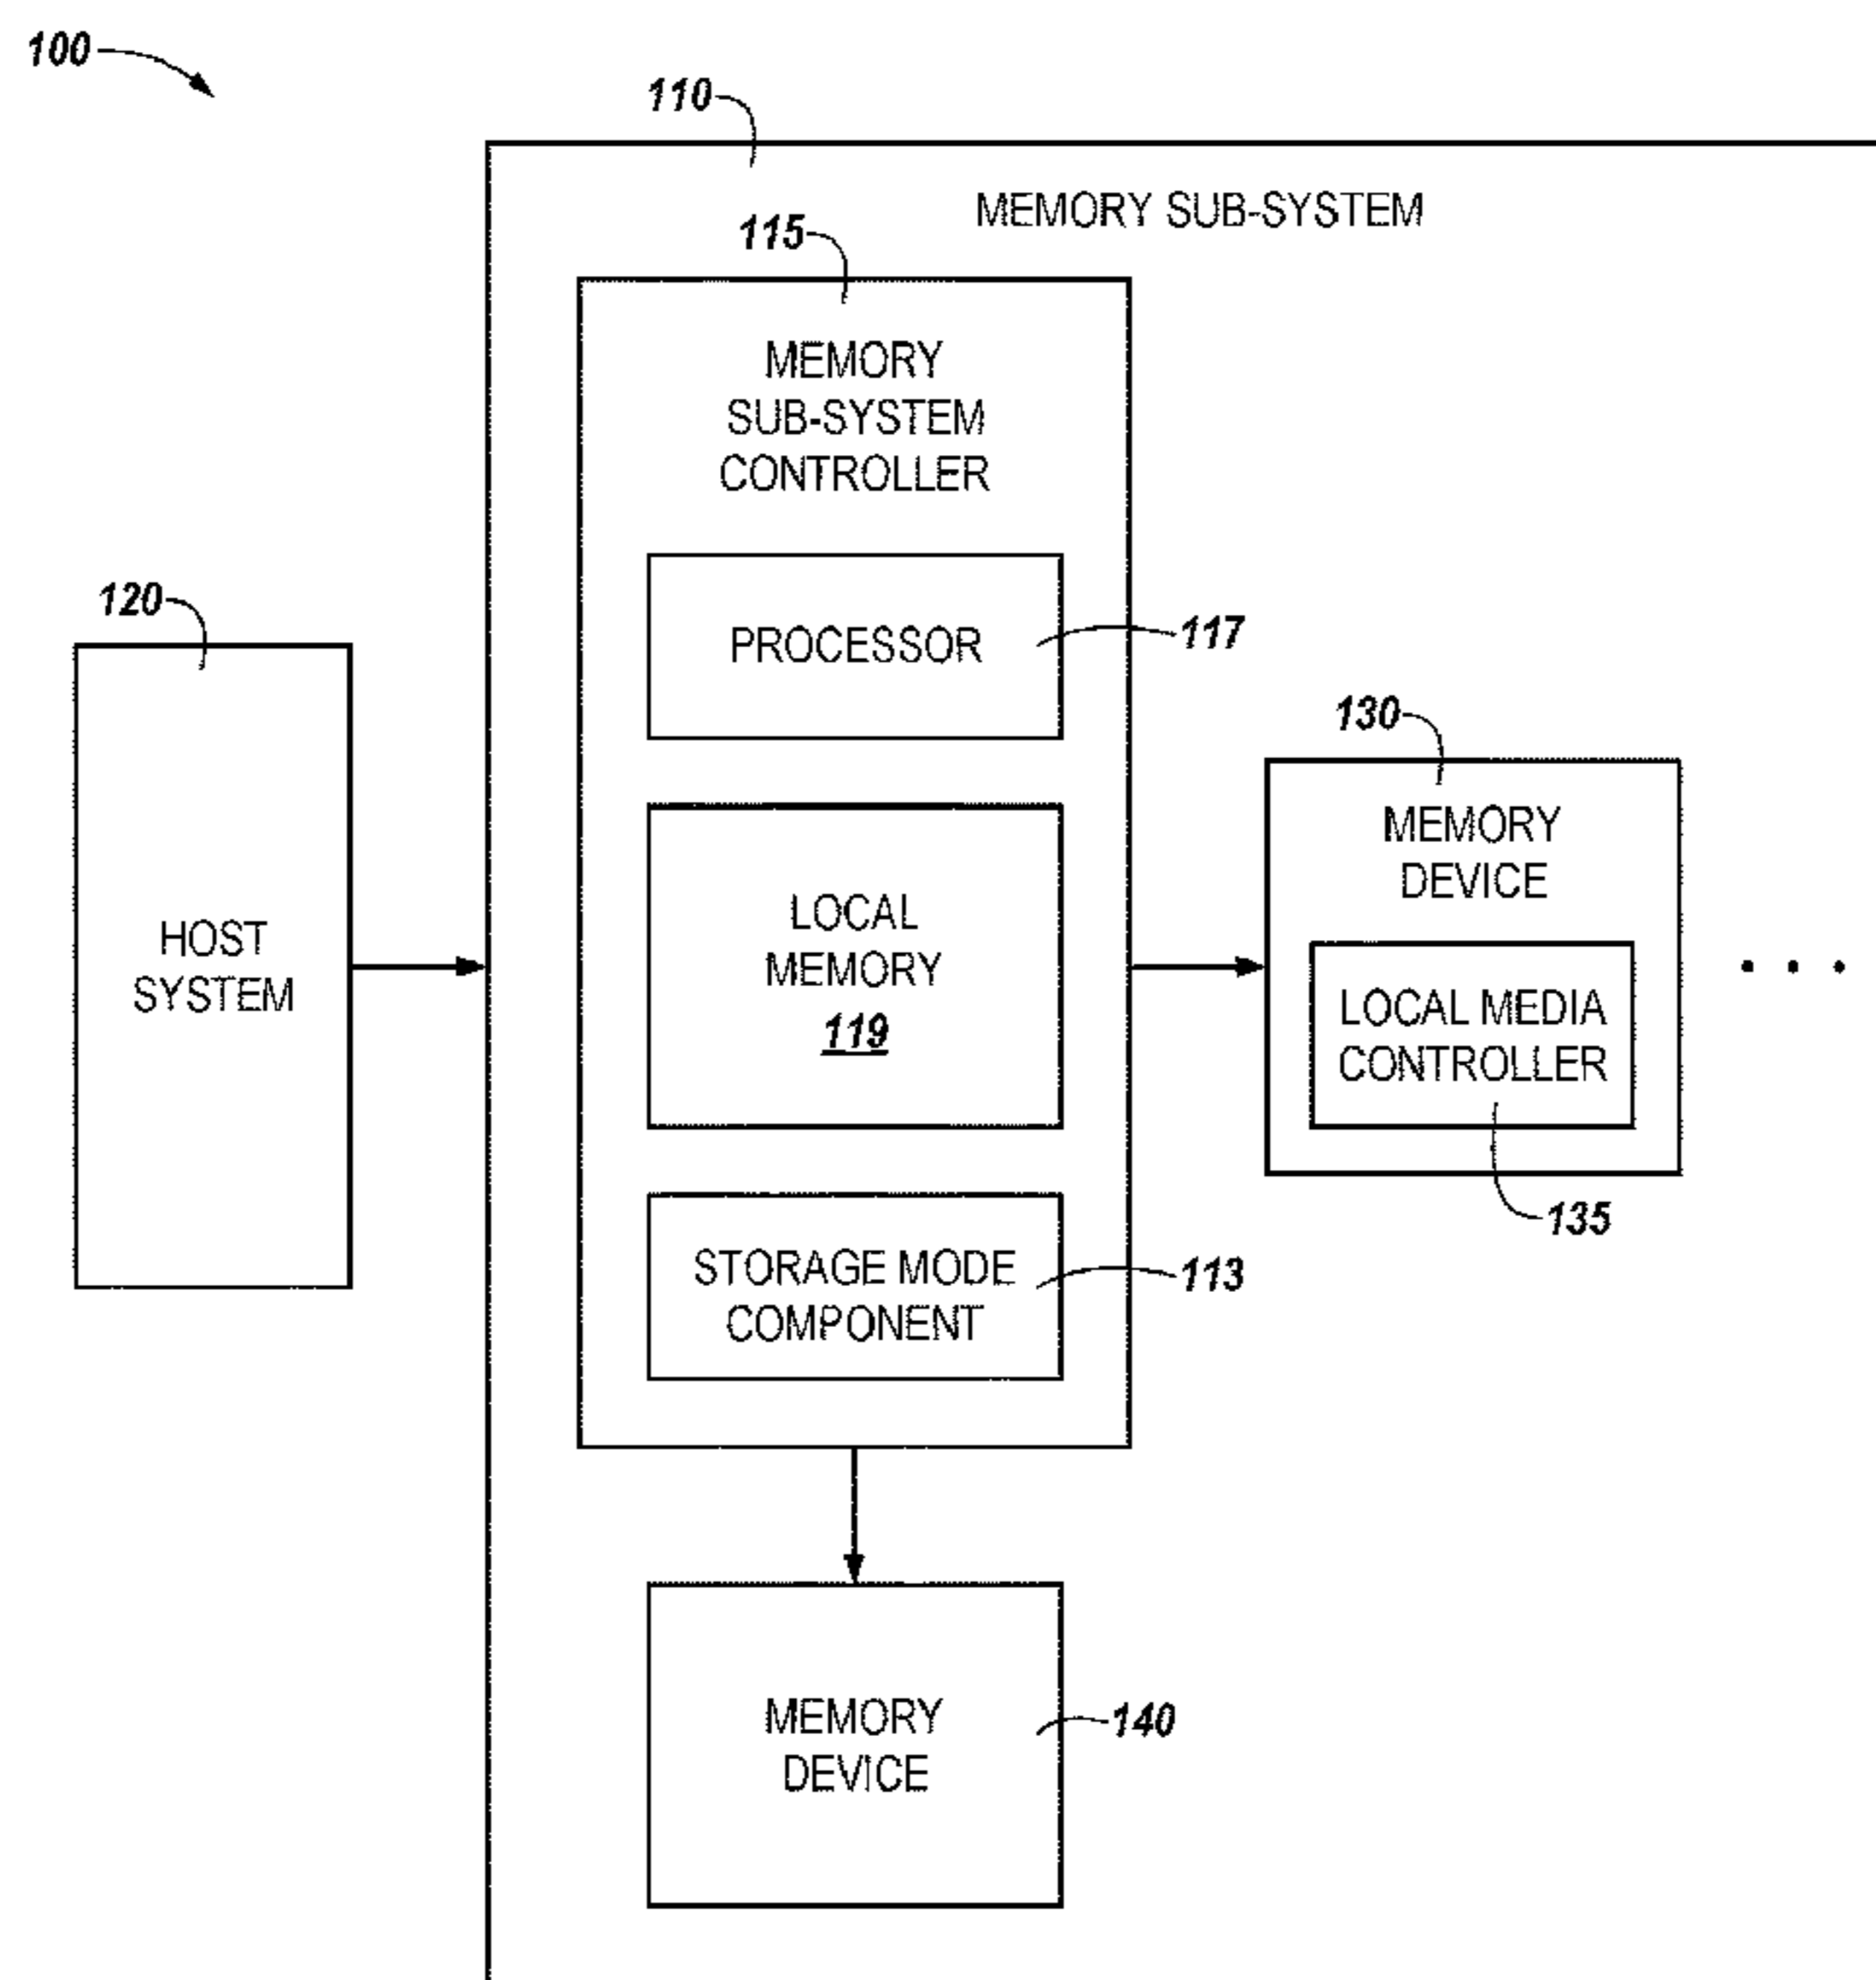 100
110
MEMORY SUB-SYSTEM
115
MEMORY
SUB-SYSTEM
CONTROLLER
PROCESSOR
117
120
HOST
SYSTEM
LOCAL
MEMORY
119
130
MEMORY
DEVICE
LOCAL MEDIA
CONTROLLER
135
• • •
STORAGE MODE
COMPONENT
113
MEMORY
DEVICE
140